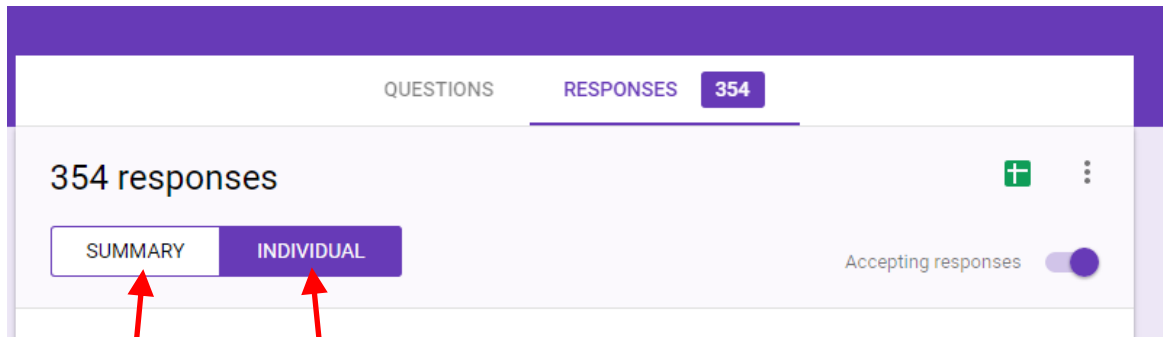 QUESTIONS RESPONSES 354
354 responses
SUMMARY INDIVIDUAL
Accepting responses